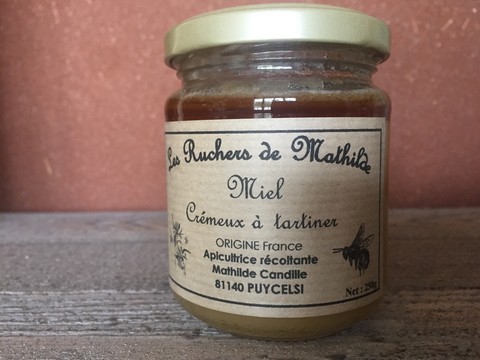 Les Ruchers de Mathilde
Miel
Crémeux à tartiner
ORIGINE France
Apicultrice récoltante
Mathilde Candille
81140 PUYCELSI
Net : 250g